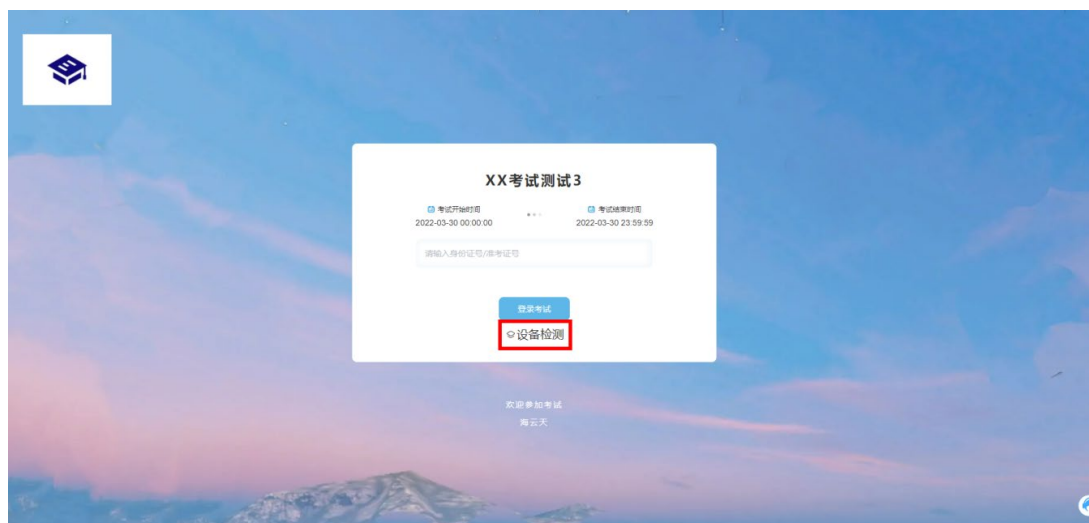 XX考试测试3
考试开始时间
2022-03-30 00:00:00
考试结束时间
2022-03-30 23:59:59
请输入身份证号/准考证号
登录考试
设备检测
欢迎参加考试
海云天